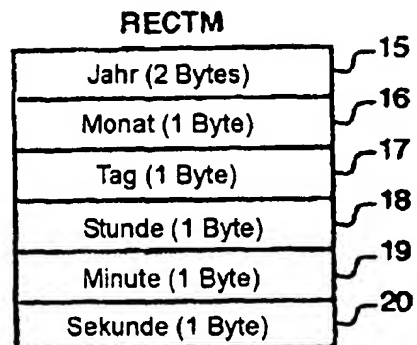 RECTM
Jahr (2 Bytes) 15
Monat (1 Byte) 16
Tag (1 Byte) 17
Stunde (1 Byte) 18
Minute (1 Byte) 19
Sekunde (1 Byte) 20